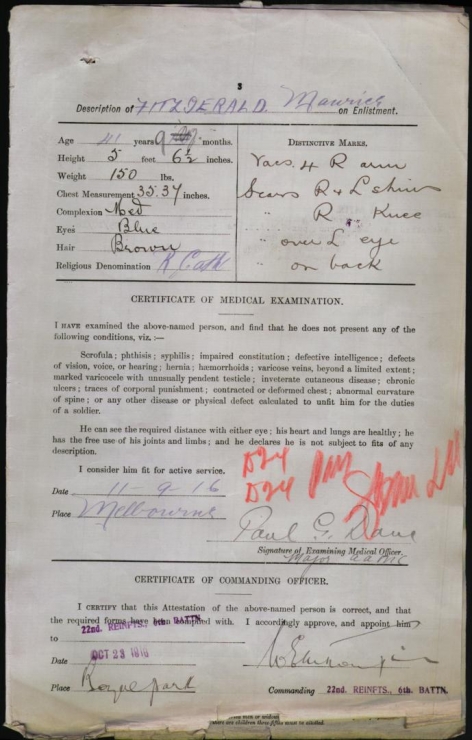 3
Description of FITZGERALD Maurice on Enlistment.
Age 41 years 9 months.
Height 5 feet 6½ inches.
Weight 150 lbs.
Chest Measurement 35.37 inches.
Complexion Med
Eyes Blue
Hair Brown
Religious Denomination R Cath
DISTINCTIVE MARKS.
Vacs. 4 R arm
Scars R & L shins
" R Knee
" over L eye
" on back
CERTIFICATE OF MEDICAL EXAMINATION.
I HAVE examined the above-named person, and find that he does not present any of the
following conditions, viz. :—
Scrofula; phthisis; syphilis; impaired constitution; defective intelligence; defects
of vision, voice, or hearing; hernia; hæmorrhoids; varicose veins, beyond a limited extent;
marked varicocele with unusually pendent testicle; inveterate cutaneous disease; chronic
ulcers; traces of corporal punishment; contracted or deformed chest; abnormal curvature
of spine; or any other disease or physical defect calculated to unfit him for the duties
of a soldier.
He can see the required distance with either eye; his heart and lungs are healthy; he
has the free use of his joints and limbs; and he declares he is not subject to fits of any
description.
I consider him fit for active service.
D24
D24
Date 11-9-16
Place Melbourne
Paul G. Dane
Signature of Examining Medical Officer.
Major AAMC
CERTIFICATE OF COMMANDING OFFICER.
I CERTIFY that this Attestation of the above-named person is correct, and that
the required forms have been complied with. I accordingly approve, and appoint him
to 22nd. REINFTS., 6th. BATTN.
Date OCT 23 1916
Place Royal park
Commanding 22nd. REINFTS., 6th. BATTN.